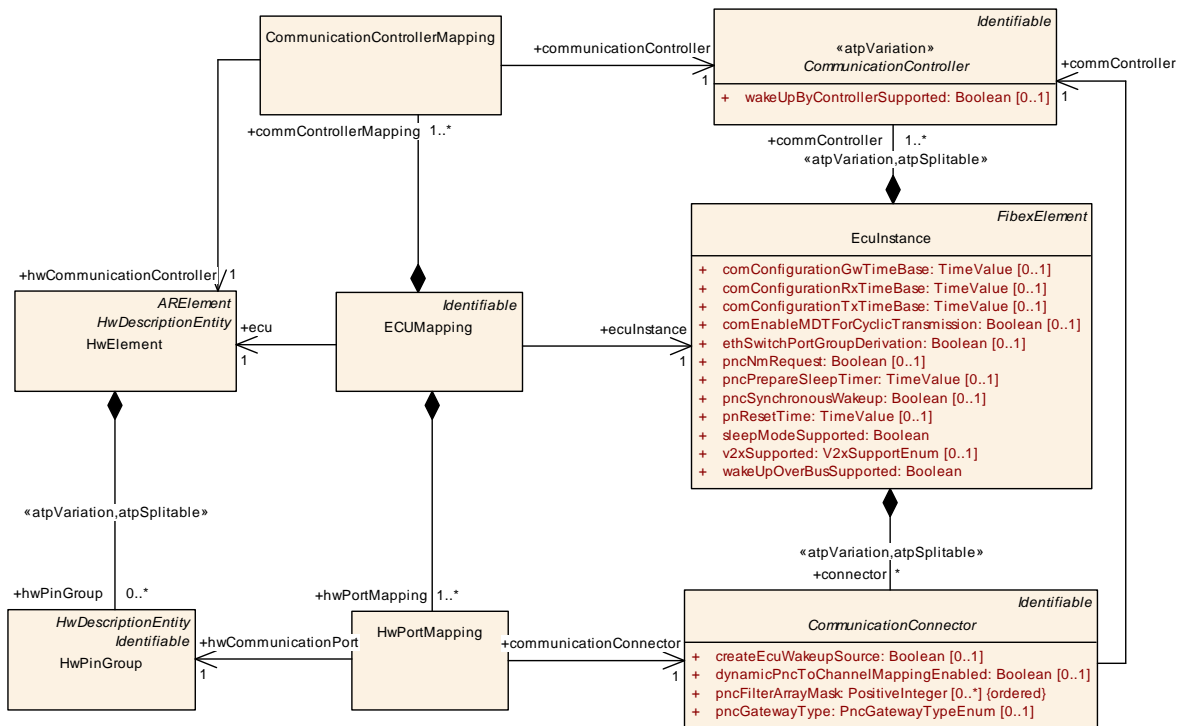 CommunicationControllerMapping
+communicationController
1
Identifiable
«atpVariation»
CommunicationController
+ wakeUpByControllerSupported: Boolean [0..1]
+commController
1
+commControllerMapping 1..*
+commController 1..*
«atpVariation,atpSplitable»
FibexElement
EcuInstance
+ comConfigurationGwTimeBase: TimeValue [0..1]
+ comConfigurationRxTimeBase: TimeValue [0..1]
+ comConfigurationTxTimeBase: TimeValue [0..1]
+ comEnableMDTForCyclicTransmission: Boolean [0..1]
+ ethSwitchPortGroupDerivation: Boolean [0..1]
+ pncNmRequest: Boolean [0..1]
+ pncPrepareSleepTimer: TimeValue [0..1]
+ pncSynchronousWakeup: Boolean [0..1]
+ pnResetTime: TimeValue [0..1]
+ sleepModeSupported: Boolean
+ v2xSupported: V2xSupportEnum [0..1]
+ wakeUpOverBusSupported: Boolean
+hwCommunicationController 1
ARElement
HwDescriptionEntity
HwElement
+ecu
1
Identifiable
ECUMapping
+ecuInstance
1
«atpVariation,atpSplitable»
+hwPinGroup 0..*
+hwPortMapping 1..*
«atpVariation,atpSplitable»
+connector *
HwDescriptionEntity
Identifiable
HwPinGroup
+hwCommunicationPort
1
HwPortMapping
+communicationConnector
1
Identifiable
CommunicationConnector
+ createEcuWakeupSource: Boolean [0..1]
+ dynamicPncToChannelMappingEnabled: Boolean [0..1]
+ pncFilterArrayMask: PositiveInteger [0..*] {ordered}
+ pncGatewayType: PncGatewayTypeEnum [0..1]